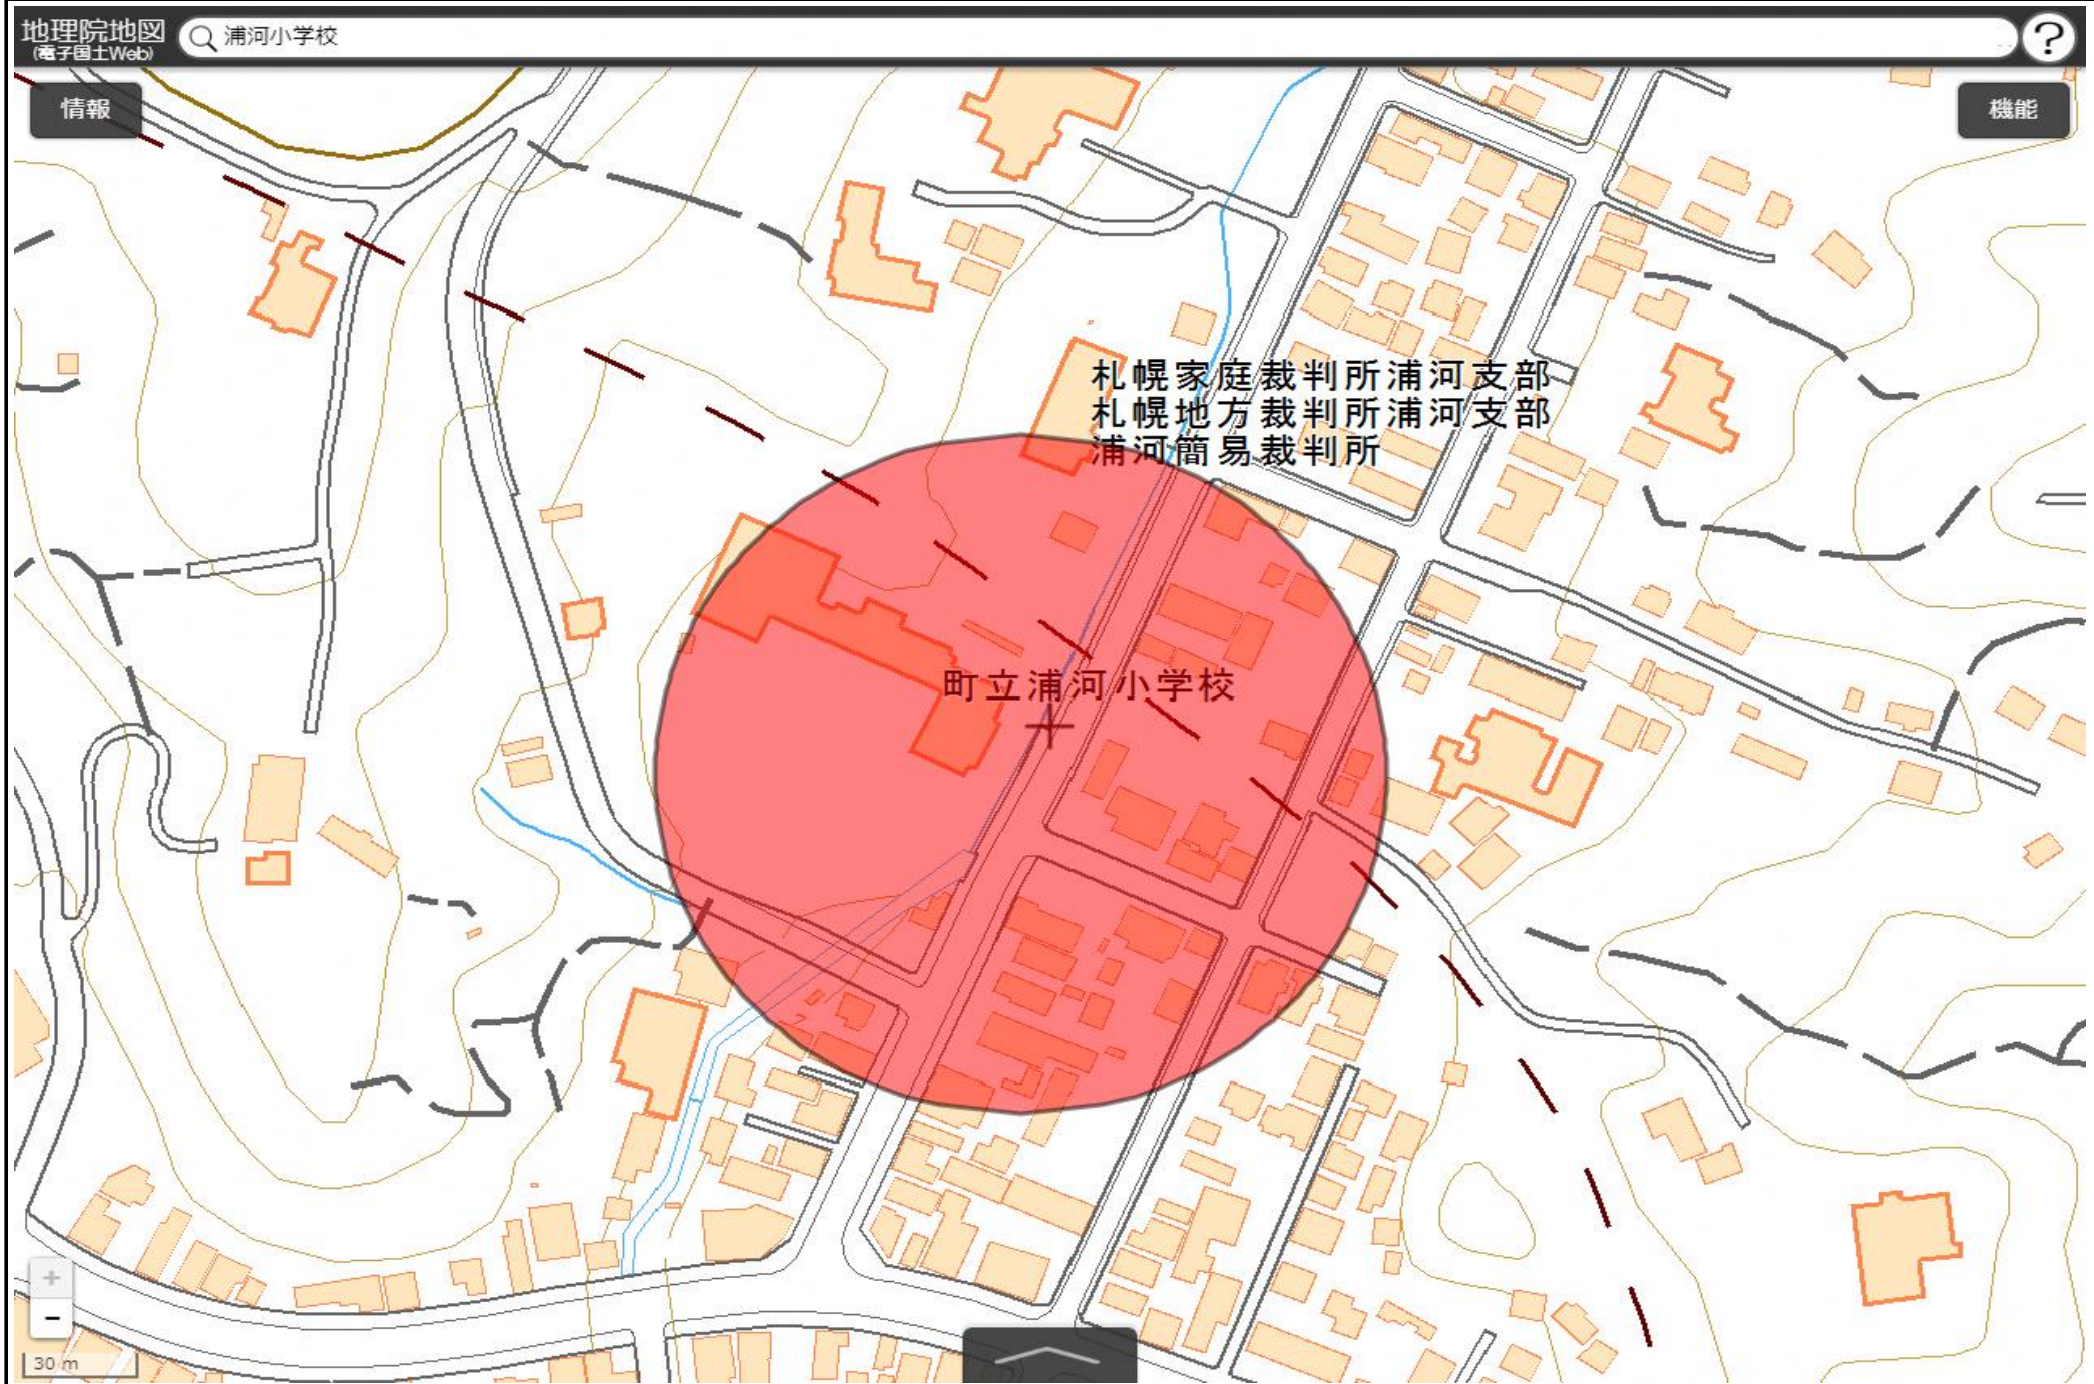 地理院地図
(電子国土Web)
浦河小学校
?
情報
機能
札幌家庭裁判所浦河支部
札幌地方裁判所浦河支部
浦河簡易裁判所
町立浦河小学校
+
-
30 m